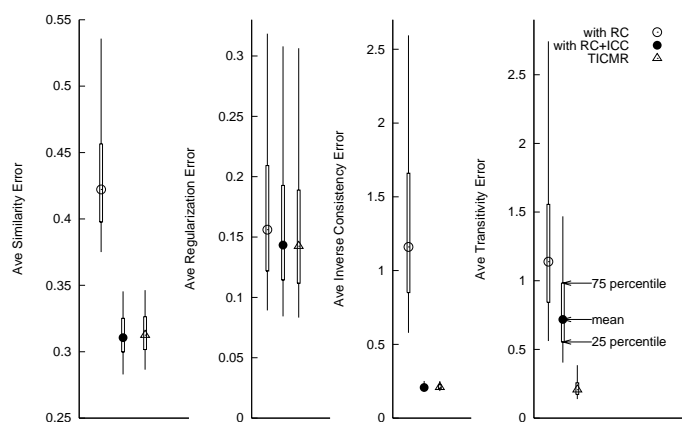 Ave Similarity Error
0.55
0.5
0.45
0.4
0.35
0.3
0.25
Ave Regularization Error
0.3
0.25
0.2
0.15
0.1
0.05
0
Ave Inverse Consistency Error
2.5
2
1.5
1
0.5
0
Ave Transitivity Error
2.5
2
1.5
1
0.5
0
with RC
with RC+ICC
TICMR
75 percentile
mean
25 percentile